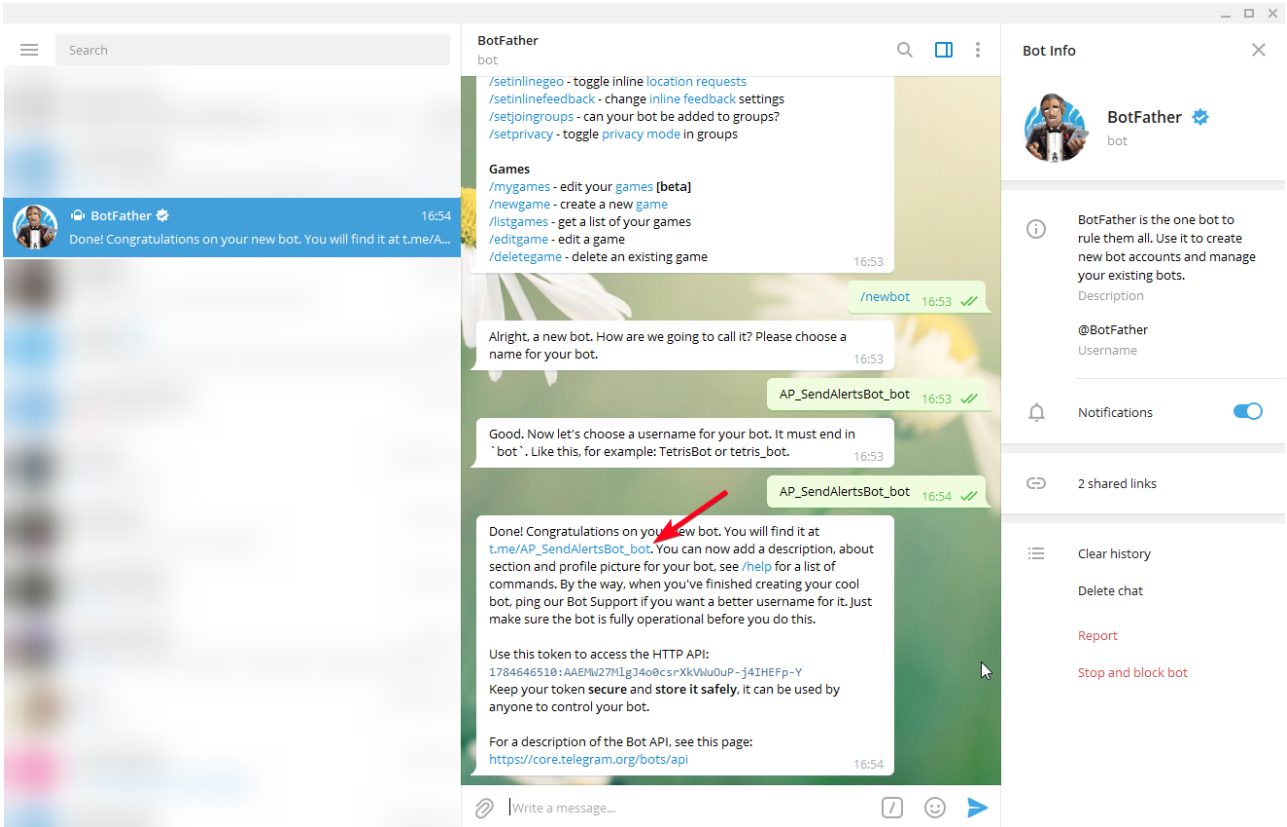 Search
BotFather
16:54
Done! Congratulations on your new bot. You will find it at t.me/A...
BotFather
bot
/setinlinegeo - toggle inline location requests
/setinlinefeedback - change inline feedback settings
/setjoingroups - can your bot be added to groups?
/setprivacy - toggle privacy mode in groups
Games
/mygames - edit your games [beta]
/newgame - create a new game
/listgames - get a list of your games
/editgame - edit a game
/deletegame - delete an existing game
16:53
/newbot 16:53
Alright, a new bot. How are we going to call it? Please choose a
name for your bot.
16:53
AP_SendAlertsBot_bot 16:53
Good. Now let's choose a username for your bot. It must end in
`bot`. Like this, for example: TetrisBot or tetris_bot.
16:53
AP_SendAlertsBot_bot 16:54
Done! Congratulations on your new bot. You will find it at
t.me/AP_SendAlertsBot_bot. You can now add a description, about
section and profile picture for your bot, see /help for a list of
commands. By the way, when you've finished creating your cool
bot, ping our Bot Support if you want a better username for it. Just
make sure the bot is fully operational before you do this.
Use this token to access the HTTP API:
1784646510:AAEMW27MlgJ4o0csrXkVWuOuP-j4IHEFp-Y
Keep your token secure and store it safely, it can be used by
anyone to control your bot.
For a description of the Bot API, see this page:
https://core.telegram.org/bots/api
16:54
Write a message...
Bot Info
BotFather
bot
BotFather is the one bot to
rule them all. Use it to create
new bot accounts and manage
your existing bots.
Description
@BotFather
Username
Notifications
2 shared links
Clear history
Delete chat
Report
Stop and block bot